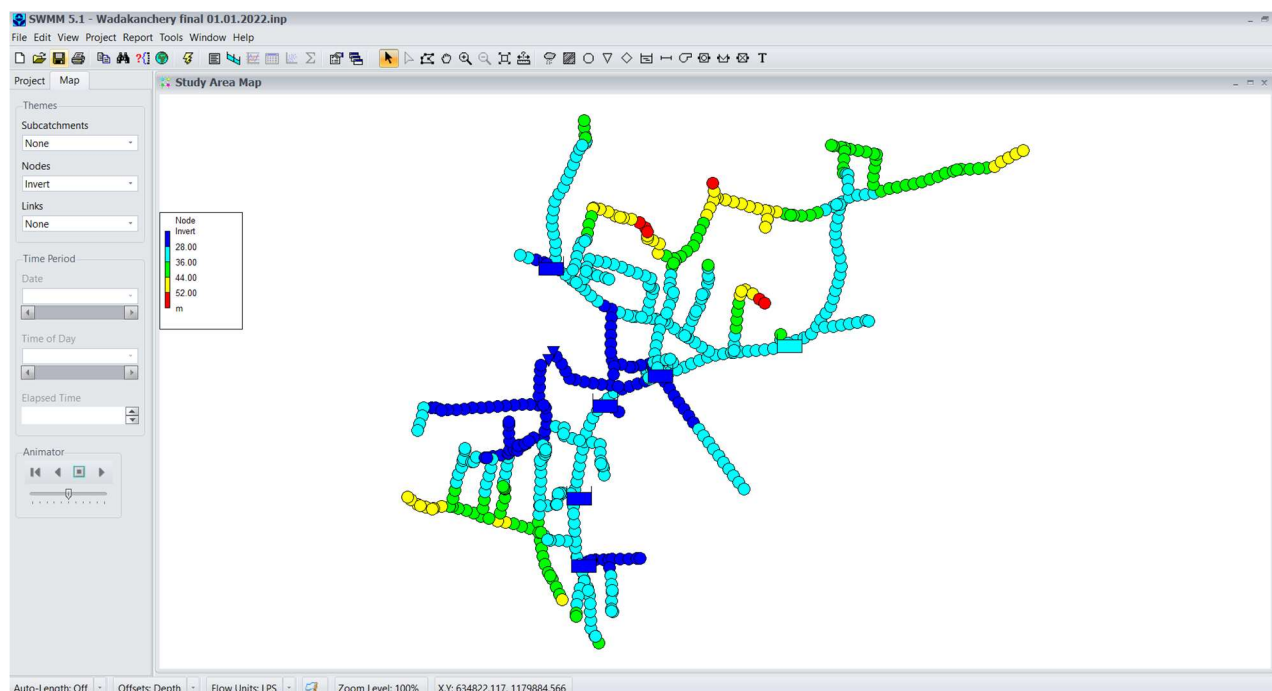 SWMM 5.1 - Wadakanchery final 01.01.2022.inp
File Edit View Project Report Tools Window Help
T
Project Map
Study Area Map
Themes
Subcatchments
None
Nodes
Invert
Links
None
Time Period
Date
Time of Day
Elapsed Time
Animator
Node
Invert
28.00
36.00
44.00
52.00
m
Auto-Length: Off Offsets: Depth Flow Units: LPS Zoom Level: 100% X,Y: 634822.117, 1179884.566